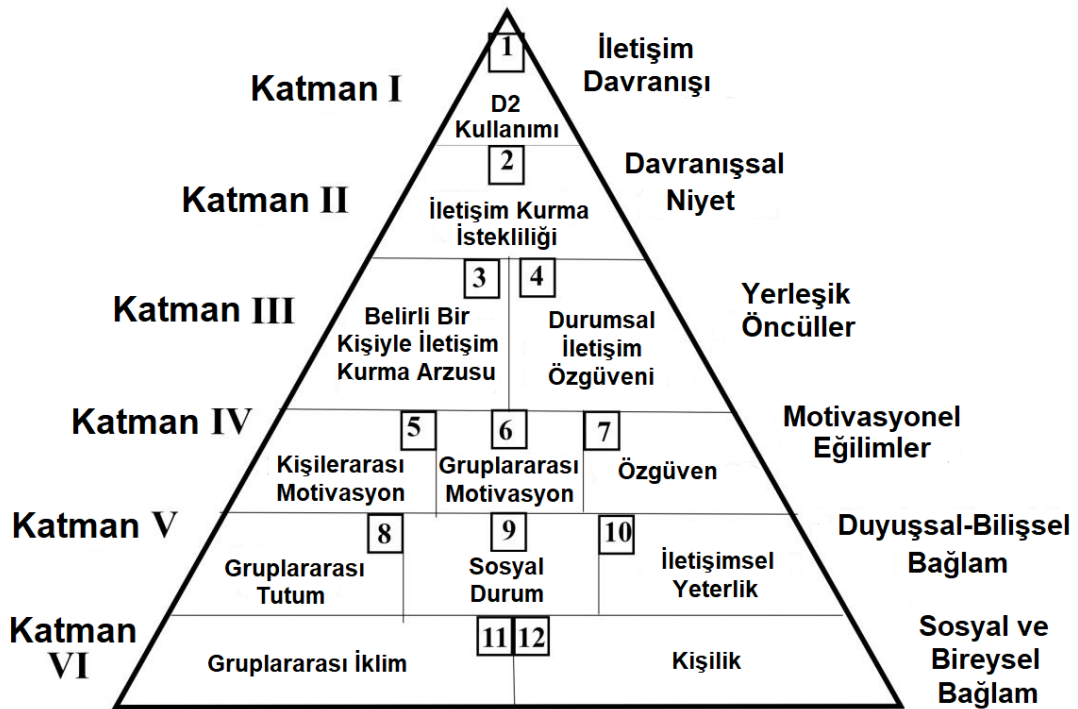 1
İletişim
Davranışı
Katman I
D2
Kullanımı
2
Davranışsal
Niyet
Katman II
İletişim Kurma
İstekliliği
3 4
Katman III
Belirli Bir
Kişiyle İletişim
Kurma Arzusu
Durumsal
İletişim
Özgüveni
Yerleşik
Öncüller
Katman IV
5 6 7
Kişilerarası
Motivasyon
Gruplararası
Motivasyon
Özgüven
Motivasyonel
Eğilimler
Katman V
8 9 10
Gruplararası
Tutum
Sosyal
Durum
İletişimsel
Yeterlik
Duyuşsal-Bilişsel
Bağlam
Katman
VI
11 12
Gruplararası İklim
Kişilik
Sosyal ve
Bireysel
Bağlam